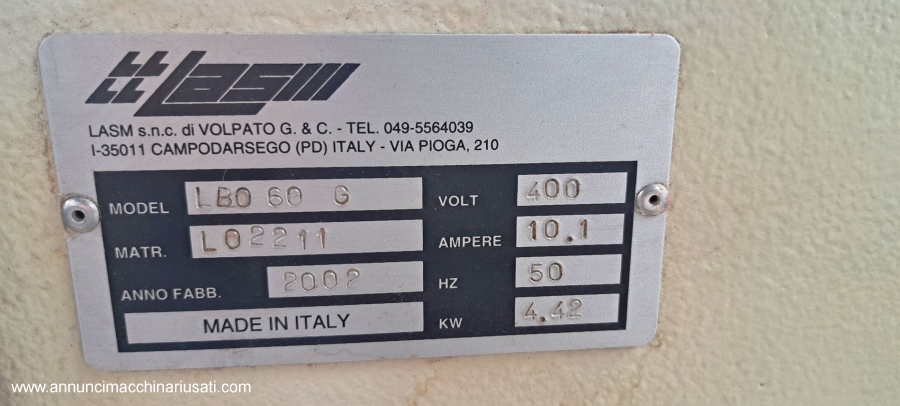 LASM
LASM s.n.c. di VOLPATO G. & C. - TEL. 049-5564039
I-35011 CAMPODARSEGO (PD) ITALY - VIA PIOGA, 210
MODEL LBO 60 G
MATR. LO2211
ANNO FABB. 2002
MADE IN ITALY
VOLT 400
AMPERE 10.1
HZ 50
KW 4.42
www.annuncimacchinariusati.com